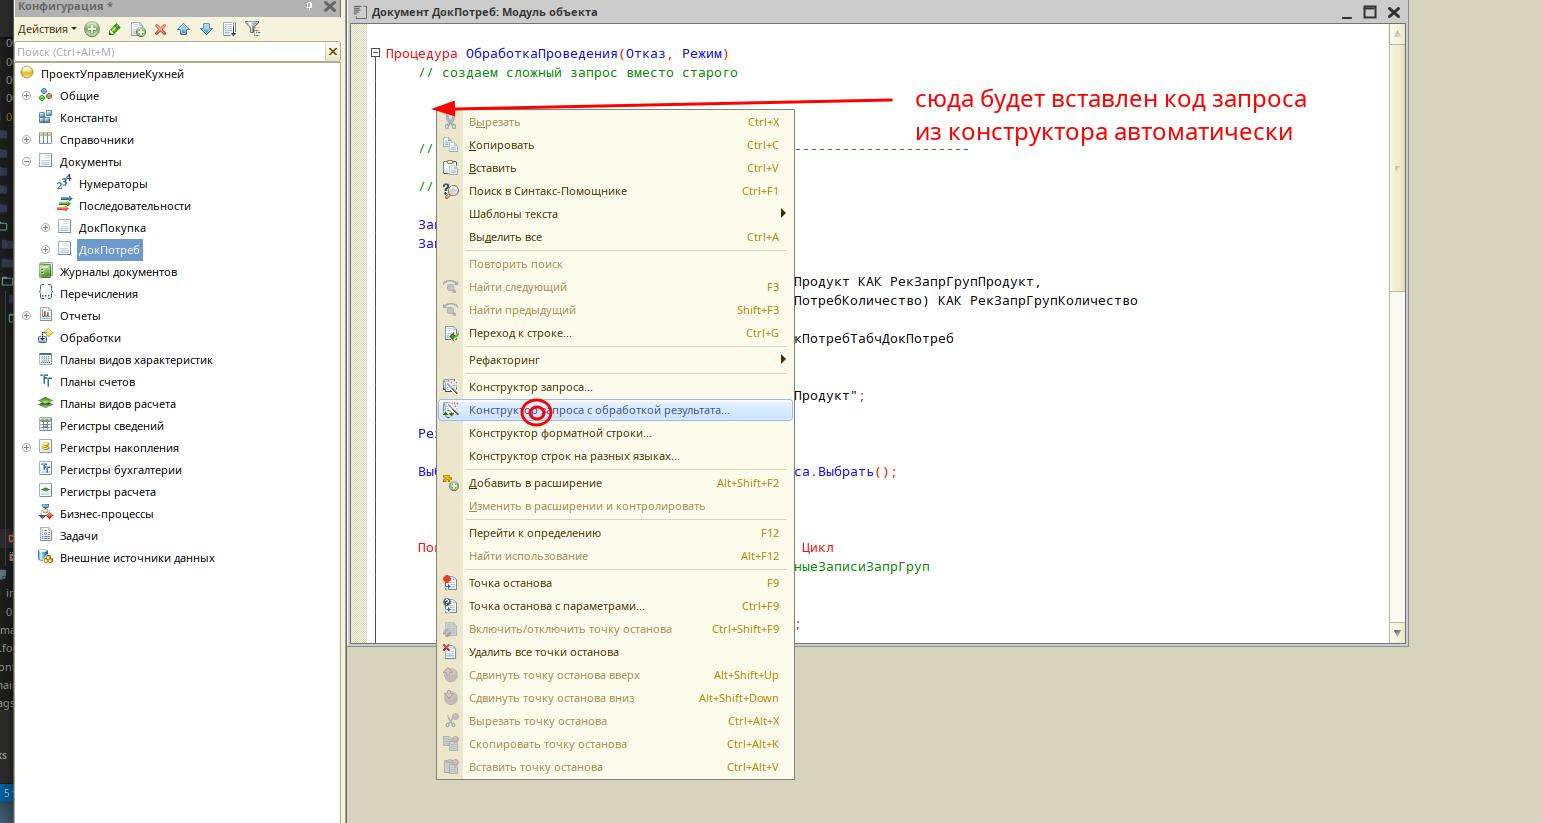 Конфигурация *
Действия
Поиск (Ctrl+Alt+M)
ПроектУправлениеКухней
Общие
Константы
Справочники
Документы
Нумераторы
Последовательности
ДокПокупка
ДокПотреб
Журналы документов
Перечисления
Отчеты
Обработки
Планы видов характеристик
Планы счетов
Планы видов расчета
Регистры сведений
Регистры накопления
Регистры бухгалтерии
Регистры расчета
Бизнес-процессы
Задачи
Внешние источники данных
Документ ДокПотреб: Модуль объекта
Процедура ОбработкаПроведения(Отказ, Режим)
// создаем сложный запрос вместо старого
сюда будет вставлен код запроса
из конструктора автоматически
Вырезать Ctrl+X
Копировать Ctrl+C
Вставить Ctrl+V
Поиск в Синтакс-Помощнике Ctrl+F1
Шаблоны текста
Выделить все Ctrl+A
Повторить поиск
Найти следующий F3
Найти предыдущий Shift+F3
Переход к строке... Ctrl+G
Рефакторинг
Конструктор запроса...
Конструктор запроса с обработкой результата...
Конструктор форматной строки...
Конструктор строк на разных языках...
Добавить в расширение Alt+Shift+F2
Изменить в расширении и контролировать
Перейти к определению F12
Найти использование Alt+F12
Точка останова F9
Точка останова с параметрами... Ctrl+F9
Включить/отключить точку останова Ctrl+Shift+F9
Удалить все точки останова
Сдвинуть точку останова вверх Alt+Shift+Up
Сдвинуть точку останова вниз Alt+Shift+Down
Вырезать точку останова Ctrl+Alt+X
Скопировать точку останова Ctrl+Alt+K
Вставить точку останова Ctrl+Alt+V
//
//
Продукт КАК РекЗапрГрупПродукт,
ПотребКоличество) КАК РекЗапрГрупКоличество
кПотребТабчДокПотреб
Продукт";
са.Выбрать();
Цикл
ныеЗаписиЗапрГруп
;